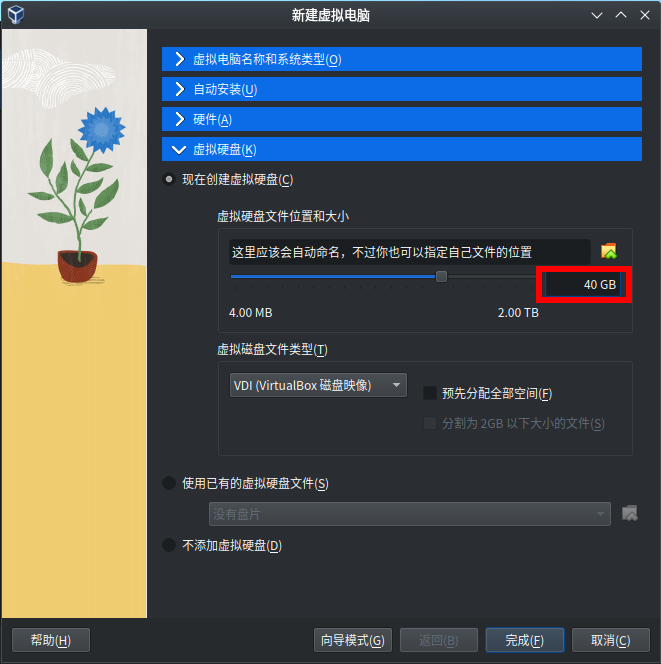 新建虚拟电脑
虚拟电脑名称和系统类型(O)
自动安装(U)
硬件(A)
虚拟硬盘(K)
现在创建虚拟硬盘(C)
虚拟硬盘文件位置和大小
这里应该会自动命名，不过你也可以指定自己文件的位置
40 GB
4.00 MB 2.00 TB
虚拟磁盘文件类型(T)
VDI (VirtualBox 磁盘映像) 预先分配全部空间(F)
分割为 2GB 以下大小的文件(S)
使用已有的虚拟硬盘文件(S)
没有盘片
不添加虚拟硬盘(D)
帮助(H) 向导模式(G) 返回(B) 完成(F) 取消(C)